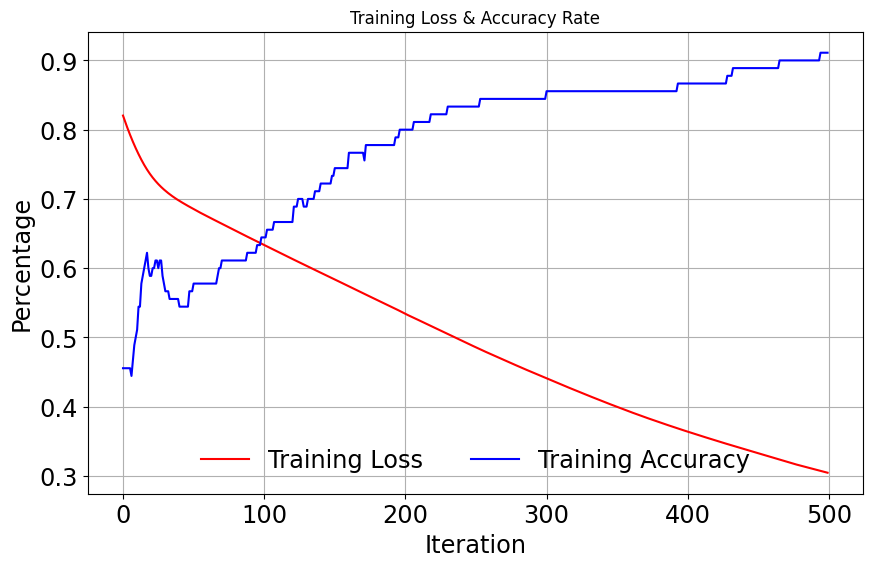 Training Loss & Accuracy Rate
Percentage
0.9
0.8
0.7
0.6
0.5
0.4
0.3
Training Loss Training Accuracy
0 100 200 300 400 500
Iteration